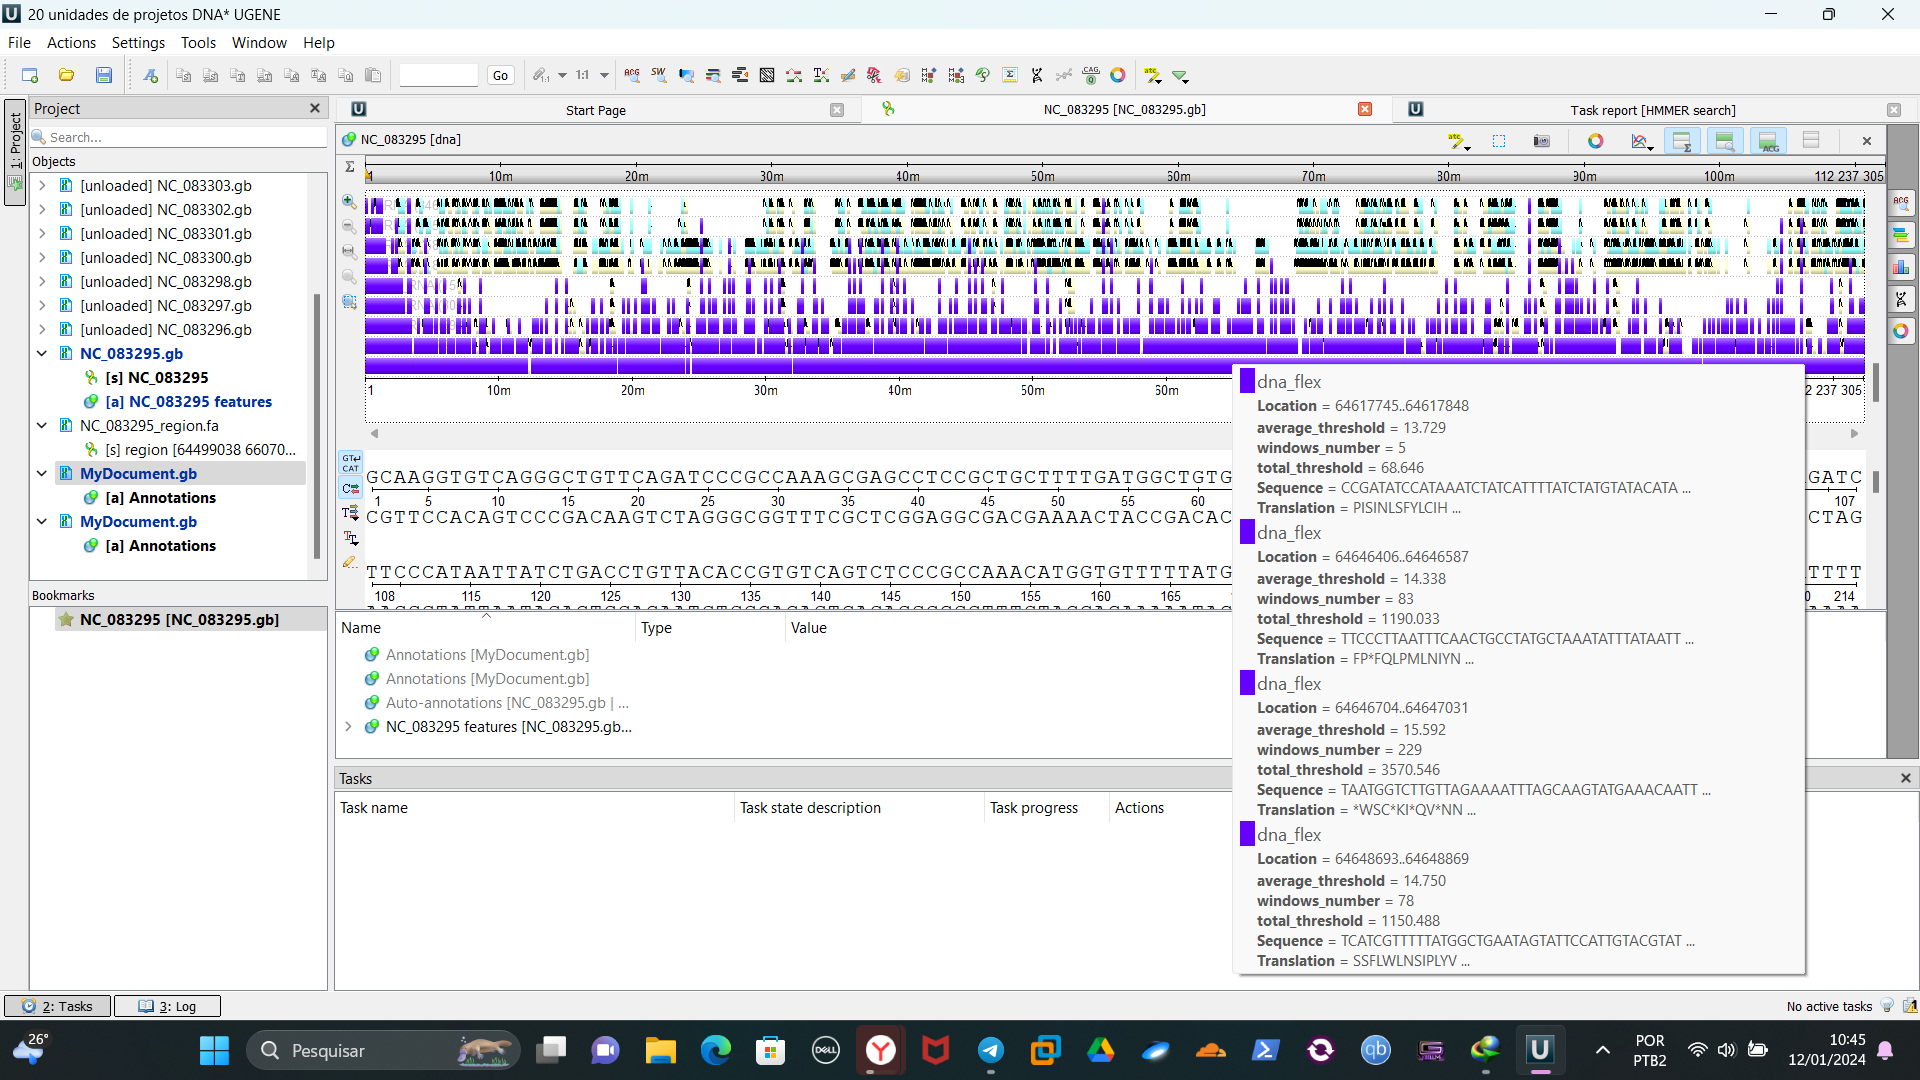 20 unidades de projetos DNA* UGENE
File Actions Settings Tools Window Help
Go 1:1
1: Project
Project
Search...
Objects
[unloaded] NC_083303.gb
[unloaded] NC_083302.gb
[unloaded] NC_083301.gb
[unloaded] NC_083300.gb
[unloaded] NC_083298.gb
[unloaded] NC_083297.gb
[unloaded] NC_083296.gb
NC_083295.gb
[s] NC_083295
[a] NC_083295 features
NC_083295_region.fa
[s] region [64499038 66070...
MyDocument.gb
[a] Annotations
MyDocument.gb
[a] Annotations
Bookmarks
NC_083295 [NC_083295.gb]
Start Page
NC_083295 [NC_083295.gb]
Task report [HMMER search]
NC_083295 [dna]
1 10m 20m 30m 40m 50m 60m 70m 80m 90m 100m 112 237 305
1 10m 20m 30m 40m 50m 60m 2 237 305
GCAAGGTGTCAGGGCTGTTCAGATCCCGCCAAAGCGAGCCTCCGCTGCTTTTGATGGCTGTG GATC
1 5 10 15 20 25 30 35 40 45 50 55 60 107
CGTTCCACAGTCCCGACAAGTCTAGGGCGGTTTCGCTCGGAGGCGACGAAAACTACCGACAC CTAG
TTCCCATAATTATCTGACCTGTTACACCGTGTCAGTCTCCCGCCAAACATGGTGTTTTTATG TTTT
108 115 120 125 130 135 140 145 150 155 160 165 0 214
Name Type Value
Annotations [MyDocument.gb]
Annotations [MyDocument.gb]
Auto-annotations [NC_083295.gb | ...
NC_083295 features [NC_083295.gb...
dna_flex
Location = 64617745..64617848
average_threshold = 13.729
windows_number = 5
total_threshold = 68.646
Sequence = CCGATATCCATAAATCTATCATTTTATCTATGTATACATA ...
Translation = PISINLSFYLCIH ...
dna_flex
Location = 64646406..64646587
average_threshold = 14.338
windows_number = 83
total_threshold = 1190.033
Sequence = TTCCCTTAATTTCAACTGCCTATGCTAAATATTTATAATT ...
Translation = FP*FQLPMLNIYN ...
dna_flex
Location = 64646704..64647031
average_threshold = 15.592
windows_number = 229
total_threshold = 3570.546
Sequence = TAATGGTCTTGTTAGAAAATTTAGCAAGTATGAAACAATT ...
Translation = *WSC*KI*QV*NN ...
dna_flex
Location = 64648693..64648869
average_threshold = 14.750
windows_number = 78
total_threshold = 1150.488
Sequence = TCATCGTTTTTATGGCTGAATAGTATTCCATTGTACGTAT ...
Translation = SSFLWLNSIPLYV ...
Tasks
Task name Task state description Task progress Actions
2: Tasks 3: Log
No active tasks
26°
Pesquisar
DELL
POR
PTB2
10:45
12/01/2024